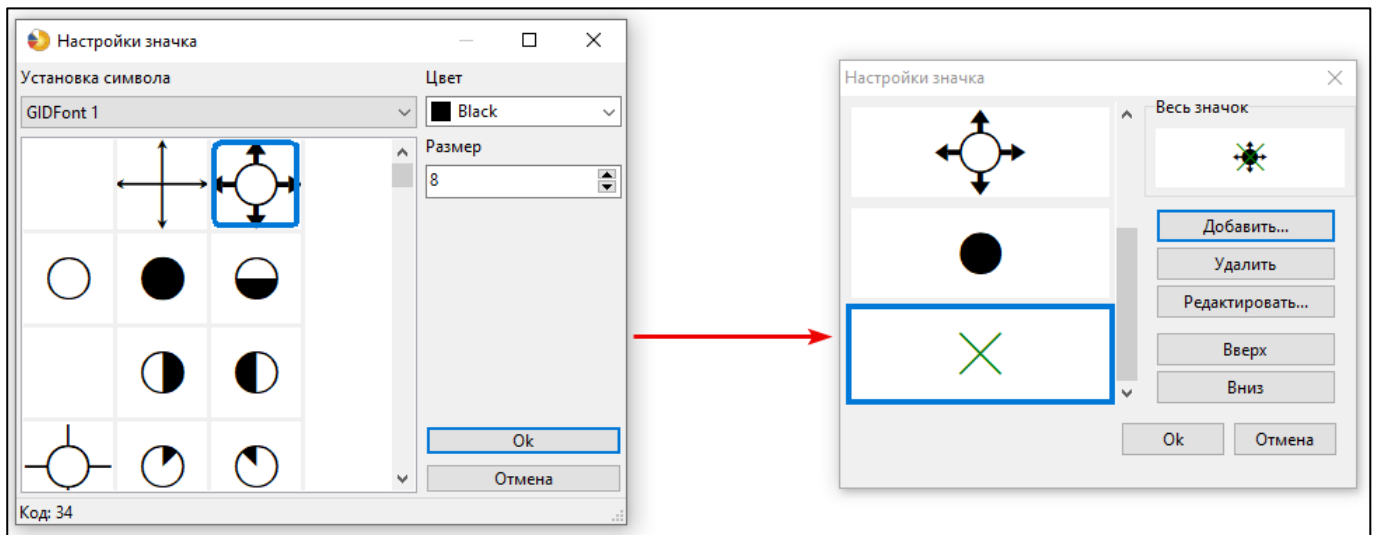 Настройки значка
Установка символа
GIDFont 1
Цвет
Black
Размер
8
Ok
Отмена
Код: 34
Настройки значка
Весь значок
Добавить...
Удалить
Редактировать...
Вверх
Вниз
Ok
Отмена